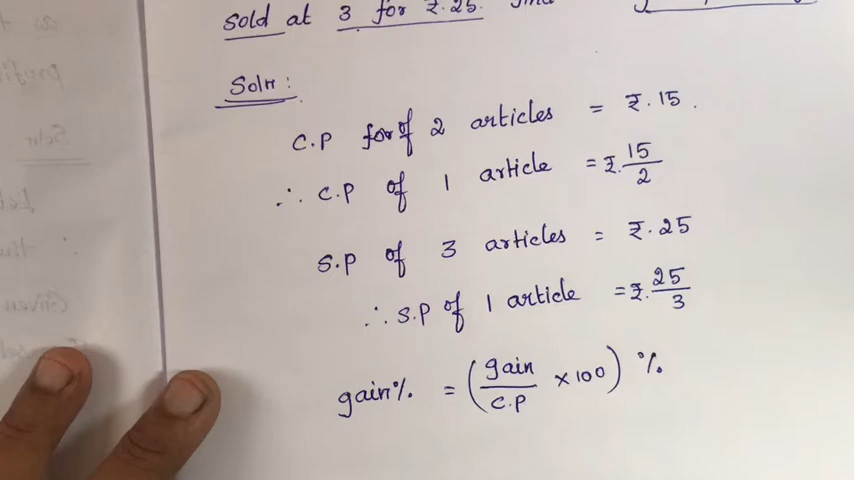 Sold at 3 for ₹.25. Find
Soln:
C.P for of 2 articles = ₹.15.
∴ C.P of 1 article = ₹.15/2
S.P of 3 articles = ₹.25
∴ S.P of 1 article = ₹.25/3
gain% = (gain/C.P × 100) %